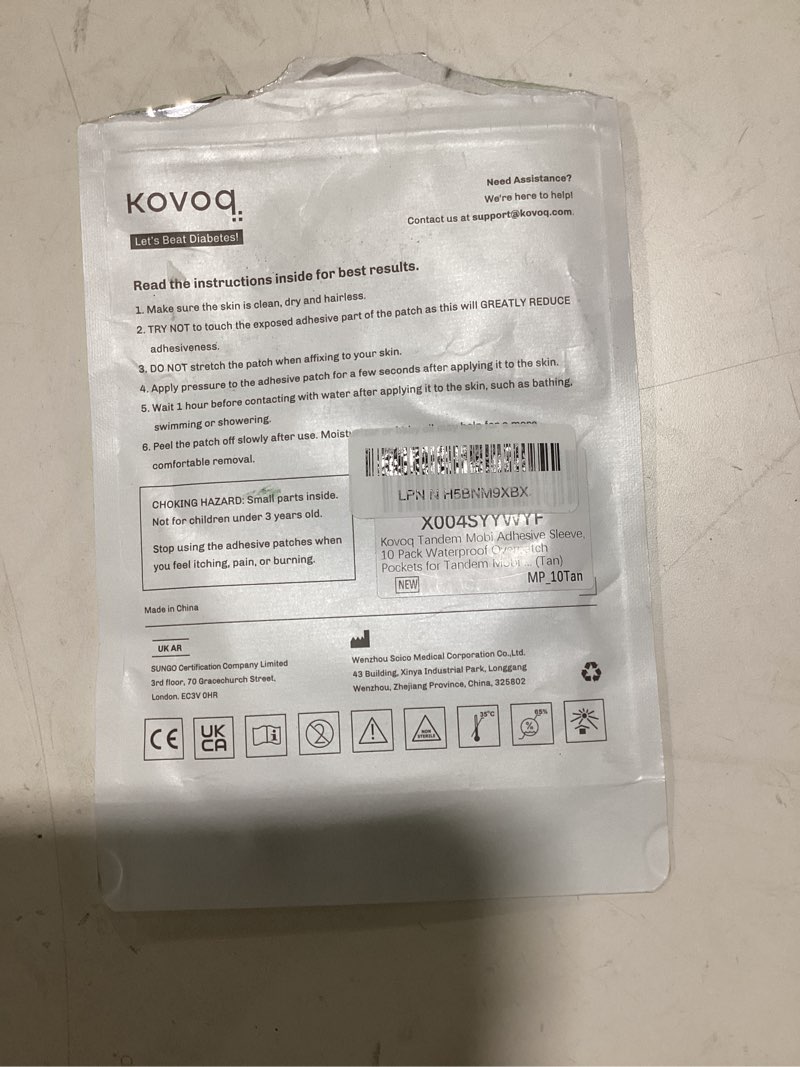 KOVOQ
Let's Beat Diabetes!
Need Assistance?
We're here to help!
Contact us at support@kovoq.com.
Read the instructions inside for best results.
1. Make sure the skin is clean, dry and hairless.
2. TRY NOT to touch the exposed adhesive part of the patch as this will GREATLY REDUCE
adhesiveness.
3. DO NOT stretch the patch when affixing to your skin.
4. Apply pressure to the adhesive patch for a few seconds after applying it to the skin.
5. Wait 1 hour before contacting with water after applying it to the skin, such as bathing,
swimming or showering.
6. Peel the patch off slowly after use. help for a more
comfortable removal.
CHOKING HAZARD: Small parts inside.
Not for children under 3 years old.
Stop using the adhesive patches when
you feel itching, pain, or burning.
LPN N H5BNM9XBX
X004SYYWYF
Kovoq Tandem Mobi Adhesive Sleeve,
10 Pack Waterproof
Pockets for Tandem Mobi ... (Tan)
NEW
MP_10Tan
Made in China
UK AR
SUNGO Certification Company Limited
3rd floor, 70 Gracechurch Street,
London. EC3V 0HR
Wenzhou Scico Medical Corporation Co.,Ltd.
43 Building, Xinya Industrial Park, Longgang
Wenzhou, Zhejiang Province, China, 325802
CE
UK
CA
i
2
NON
STERILE
35°C
%
65%